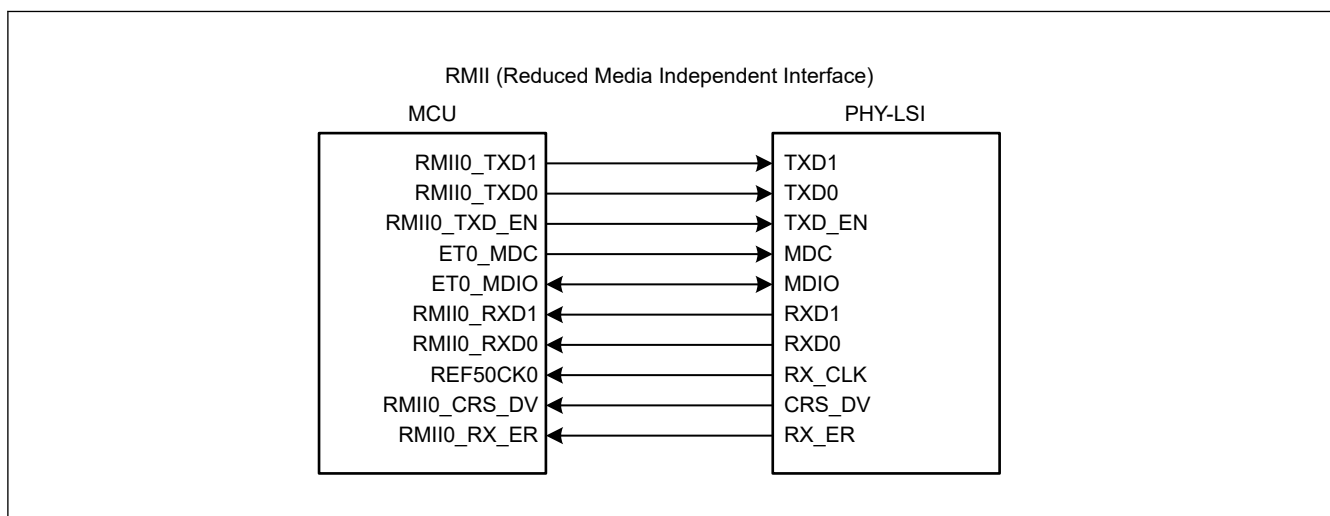 RMII (Reduced Media Independent Interface)
MCU PHY-LSI
RMII0_TXD1 TXD1
RMII0_TXD0 TXD0
RMII0_TXD_EN TXD_EN
ET0_MDC MDC
ET0_MDIO MDIO
RMII0_RXD1 RXD1
RMII0_RXD0 RXD0
REF50CK0 RX_CLK
RMII0_CRS_DV CRS_DV
RMII0_RX_ER RX_ER